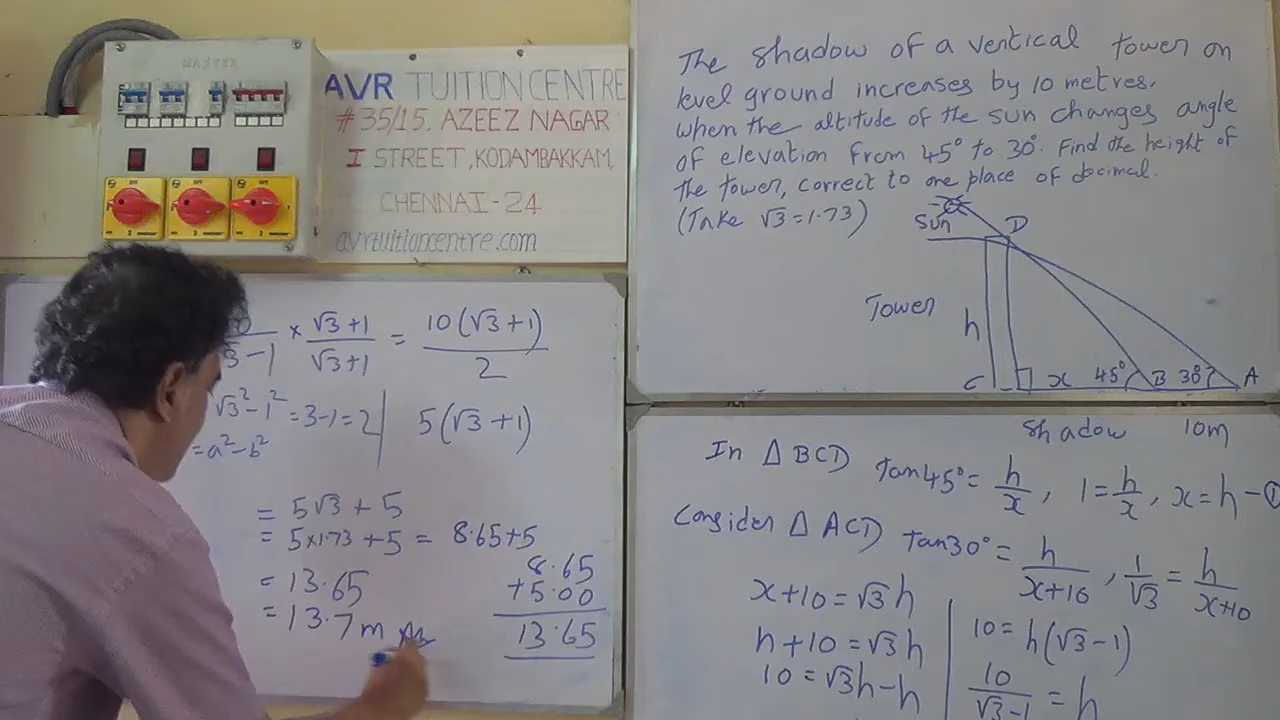 MASTER
AVR TUITION CENTRE
# 35/15, AZEEZ NAGAR
I STREET, KODAMBAKKAM,
CHENNAI - 24
avrtuitioncentre.com
The shadow of a vertical tower on
level ground increases by 10 metres.
when the altitude of the sun changes angle
of elevation from 45° to 30°. Find the height of
the tower, correct to one place of decimal.
(Take √3 = 1.73)
Sun
D
Tower
h
C x 45° B 30° A
shadow 10m
In Δ BCD Tan45° = h/x, 1 = h/x, x = h - ①
Consider Δ ACD Tan30° = h/(x+10), 1/√3 = h/(x+10)
x+10 = √3 h
h+10 = √3 h
10 = √3h - h
10 = h(√3 - 1)
10/(√3-1) = h
× (√3+1)/(√3+1) = 10(√3+1)/2
√3² - 1² = 3-1 = 2
= a² - b²
5(√3+1)
= 5√3 + 5
= 5×1.73 + 5 = 8.65+5
= 13.65
= 13.7 m
8.65
+5.00
13.65